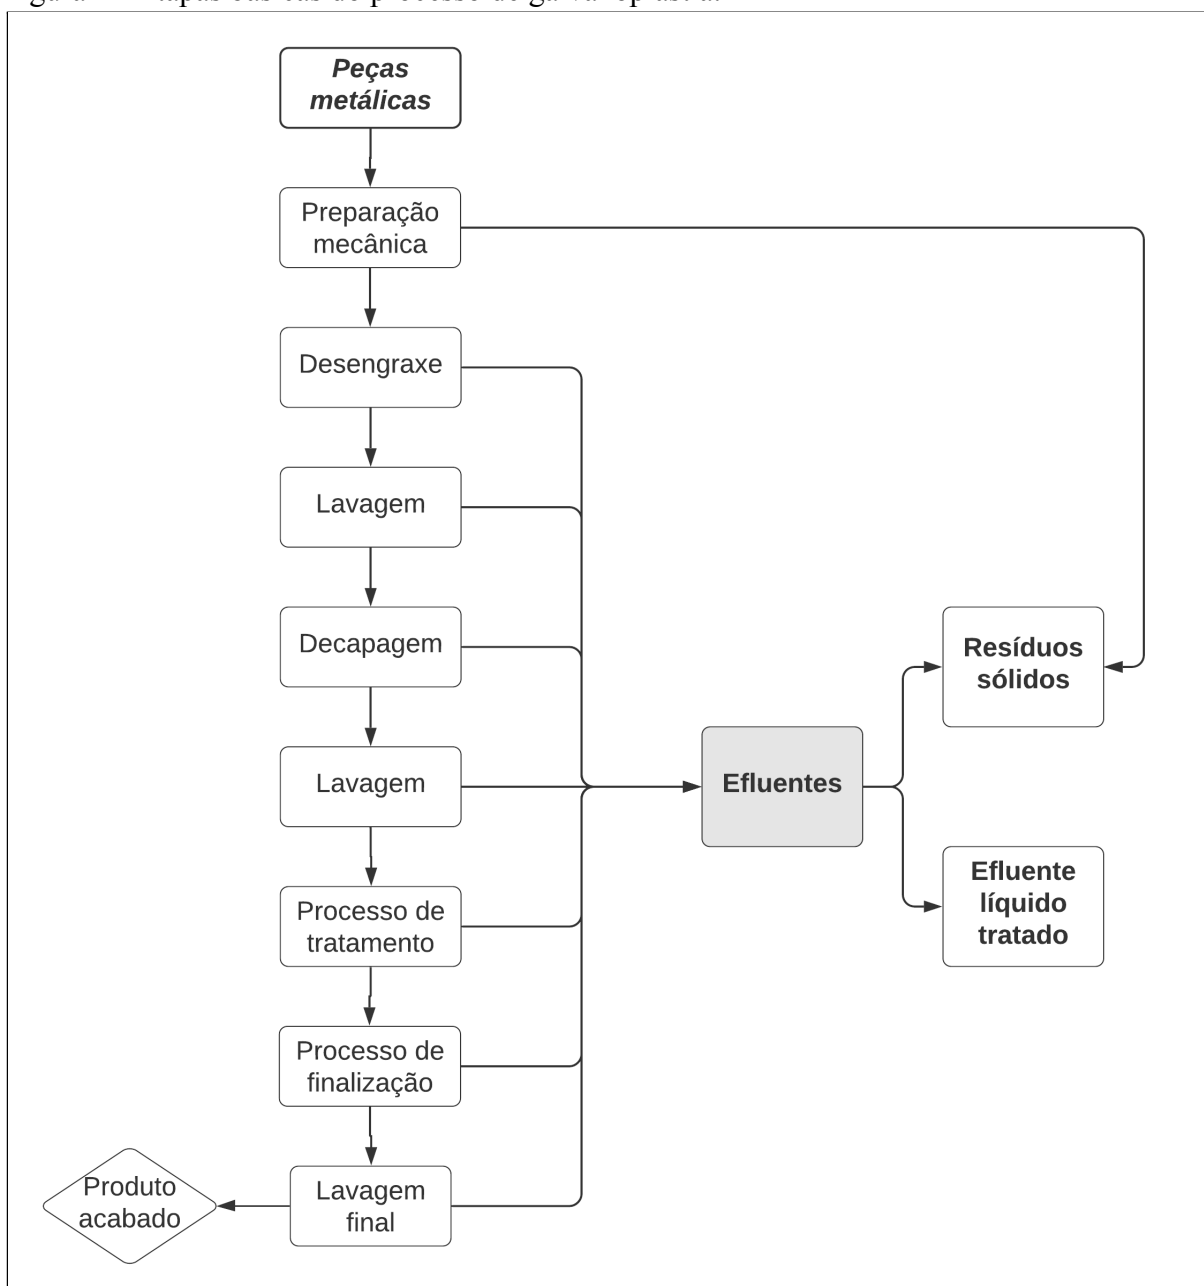 Peças
metálicas
Preparação
mecânica
Desengraxe
Lavagem
Decapagem
Lavagem
Efluentes
Resíduos
sólidos
Efluente
líquido
tratado
Processo de
tratamento
Processo de
finalização
Lavagem
final
Produto
acabado